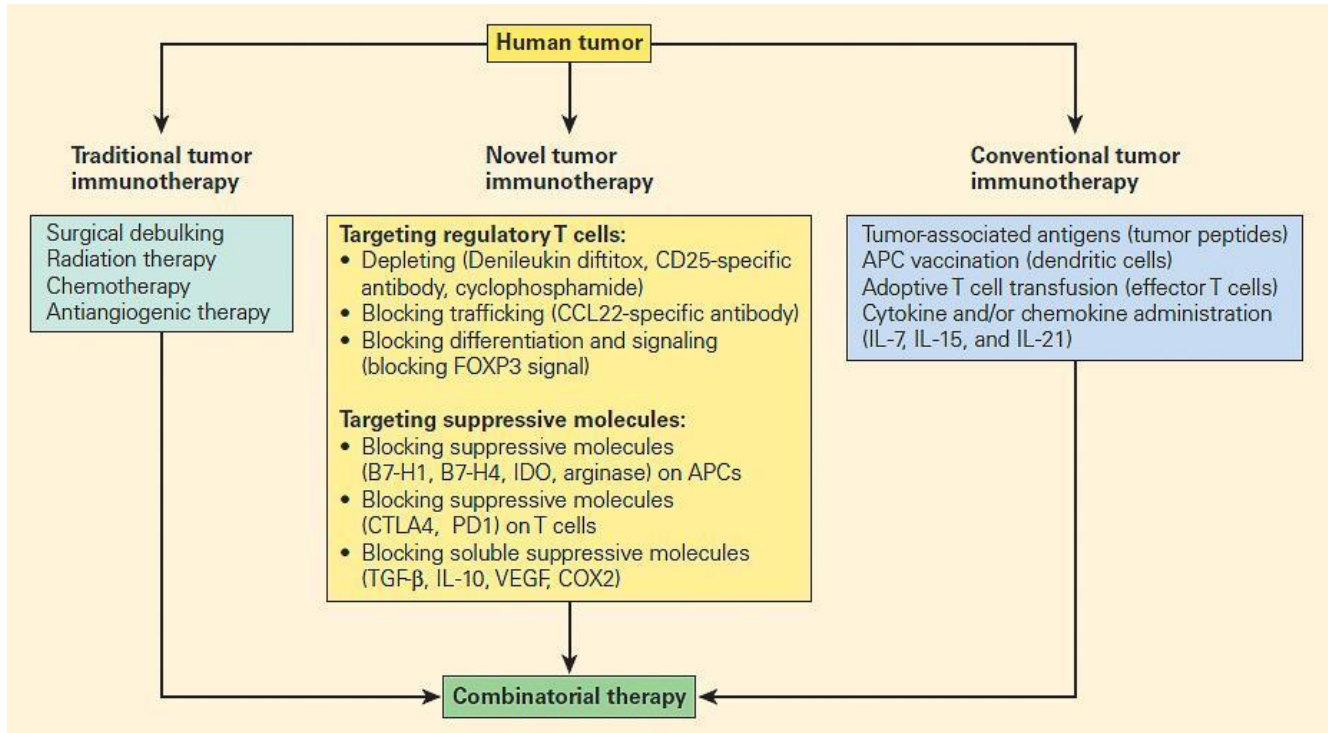 Human tumor
Traditional tumor
immunotherapy
Surgical debulking
Radiation therapy
Chemotherapy
Antiangiogenic therapy
Novel tumor
immunotherapy
Targeting regulatory T cells:
• Depleting (Denileukin diftitox, CD25-specific
antibody, cyclophosphamide)
• Blocking trafficking (CCL22-specific antibody)
• Blocking differentiation and signaling
(blocking FOXP3 signal)
Targeting suppressive molecules:
• Blocking suppressive molecules
(B7-H1, B7-H4, IDO, arginase) on APCs
• Blocking suppressive molecules
(CTLA4, PD1) on T cells
• Blocking soluble suppressive molecules
(TGF-β, IL-10, VEGF, COX2)
Conventional tumor
immunotherapy
Tumor-associated antigens (tumor peptides)
APC vaccination (dendritic cells)
Adoptive T cell transfusion (effector T cells)
Cytokine and/or chemokine administration
(IL-7, IL-15, and IL-21)
Combinatorial therapy